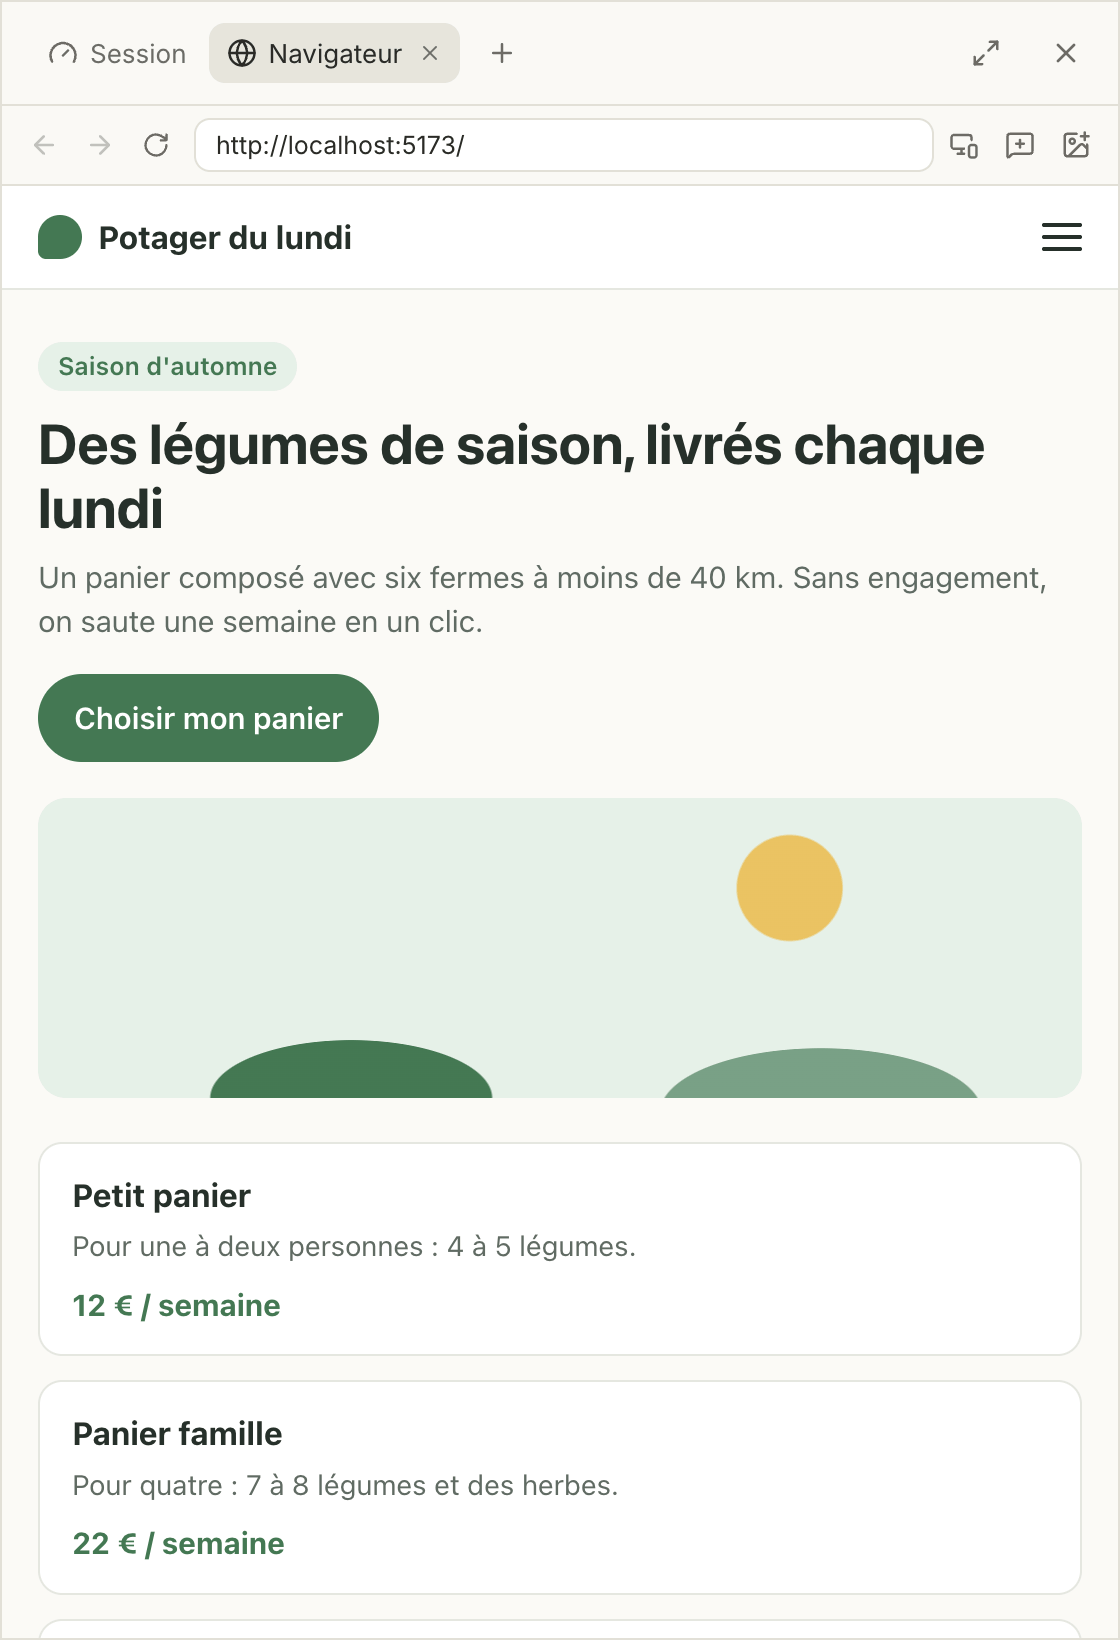 Session
Navigateur
http://localhost:5173/
Potager du lundi
Saison d'automne
Des légumes de saison, livrés chaque
lundi
Un panier composé avec six fermes à moins de 40 km. Sans engagement,
on saute une semaine en un clic.
Choisir mon panier
Petit panier
Pour une à deux personnes : 4 à 5 légumes.
12 € / semaine
Panier famille
Pour quatre : 7 à 8 légumes et des herbes.
22 € / semaine